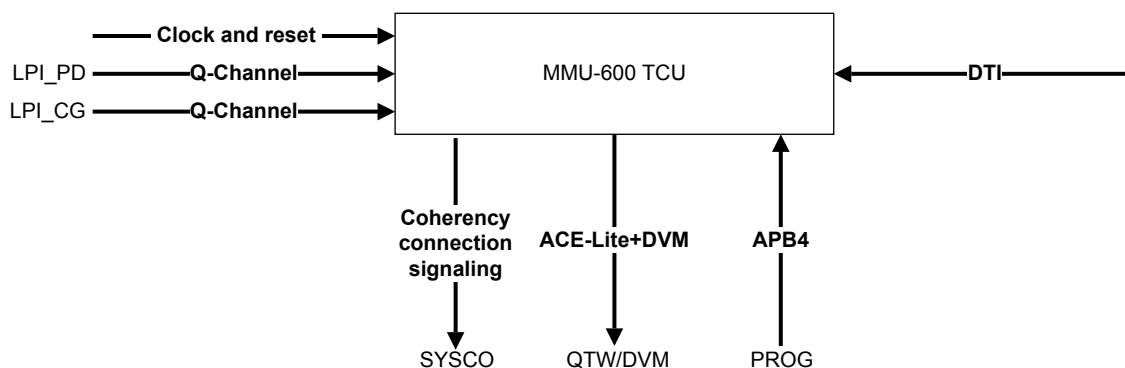 Clock and reset
LPI_PD Q-Channel MMU-600 TCU DTI
LPI_CG Q-Channel
Coherency
connection
signaling
ACE-Lite+DVM
APB4
SYSCO QTW/DVM PROG